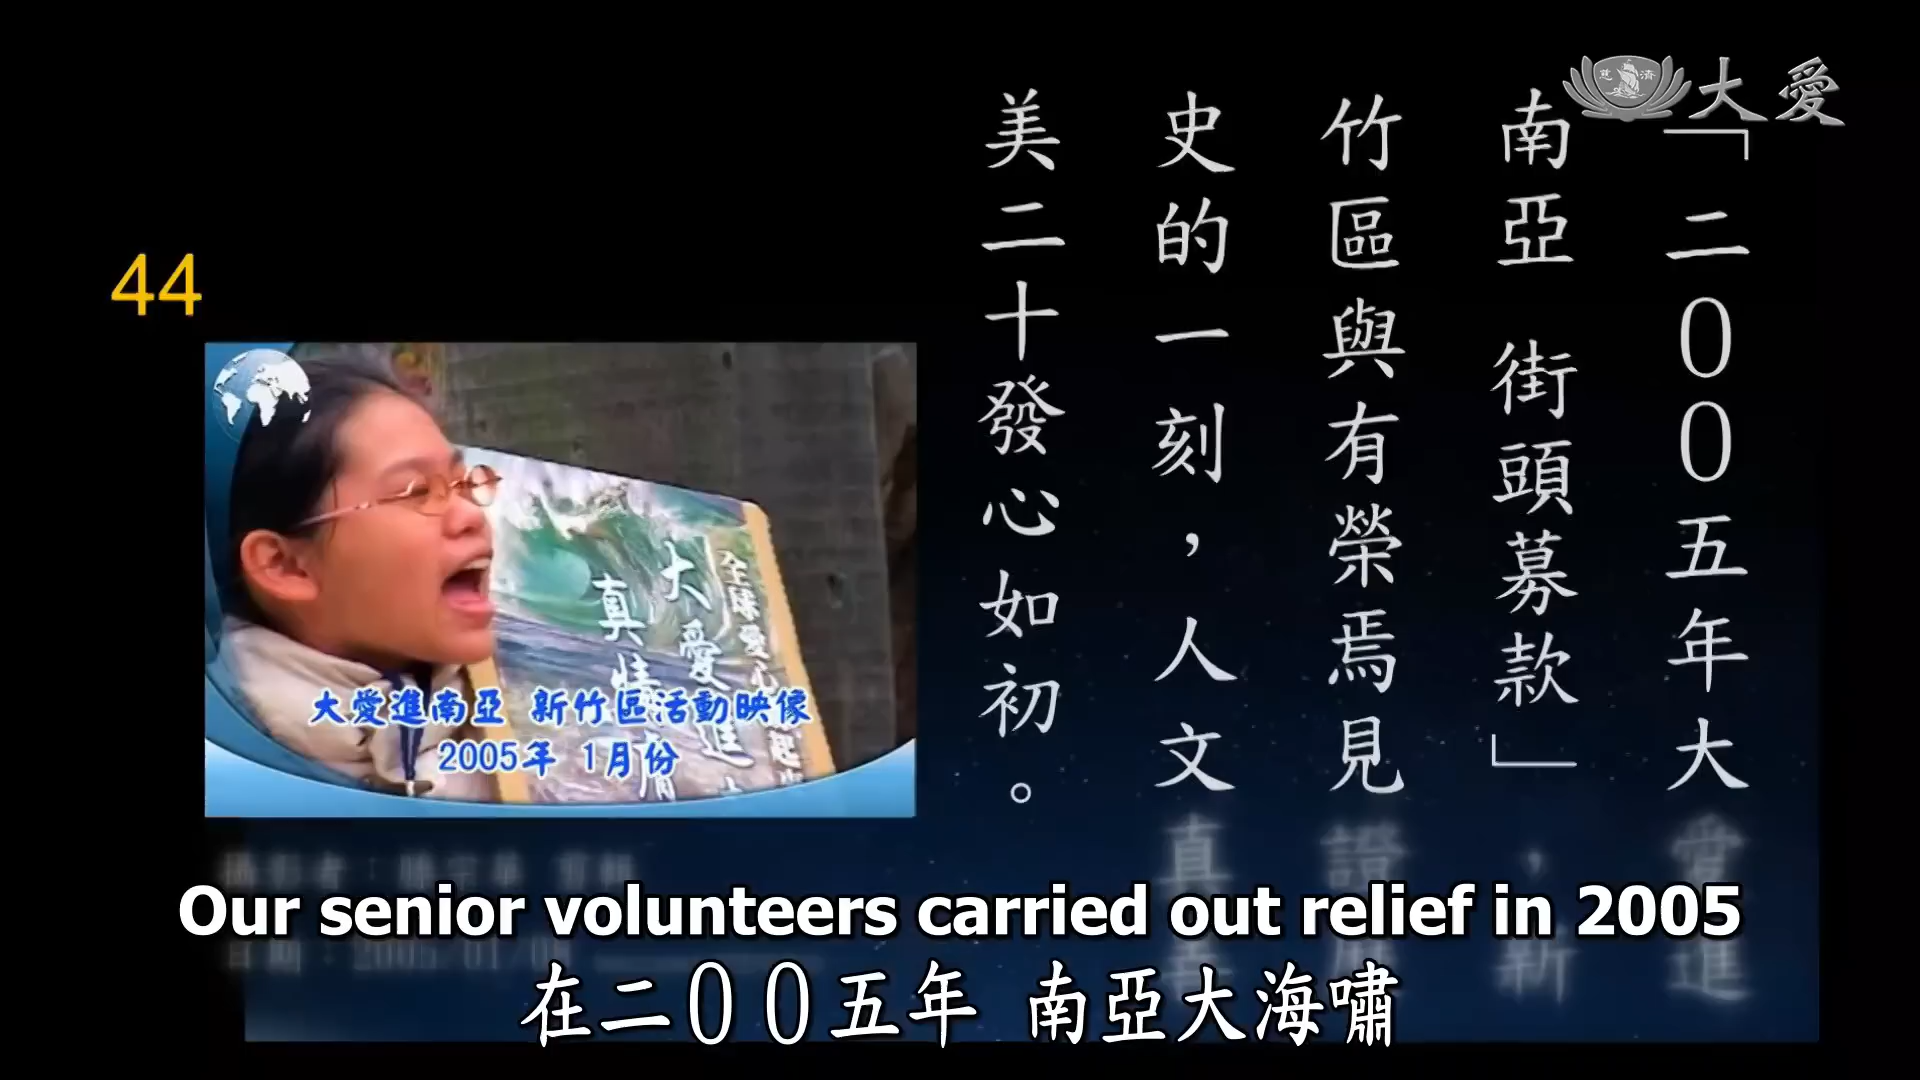 大愛
「二００五年大愛進
南亞 街頭募款」，新
竹區與有榮焉見證歷
史的一刻，人文真善
美二十發心如初。
44
全球愛心
大愛進
真情
大愛進南亞 新竹區活動映像
2005年 1月份
Our senior volunteers carried out relief in 2005
在二００五年 南亞大海嘯